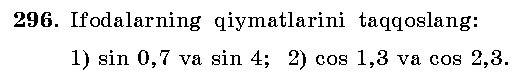 296. Ifodalarning qiymatlarini taqqoslang:
1) sin 0,7 va sin 4; 2) cos 1,3 va cos 2,3.